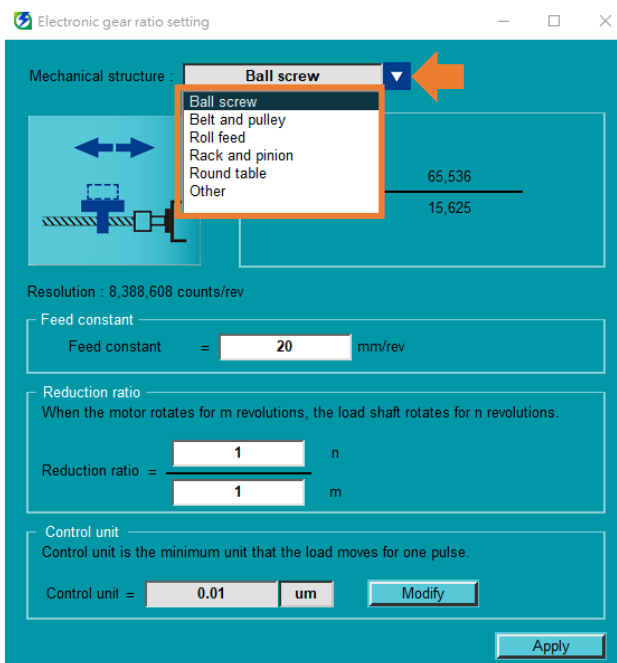 Electronic gear ratio setting
Mechanical structure : Ball screw
Ball screw
Belt and pulley
Roll feed
Rack and pinion
Round table
Other
65,536
15,625
Resolution : 8,388,608 counts/rev
Feed constant
Feed constant = 20 mm/rev
Reduction ratio
When the motor rotates for m revolutions, the load shaft rotates for n revolutions.
1 n
Reduction ratio =
1 m
Control unit
Control unit is the minimum unit that the load moves for one pulse.
Control unit = 0.01 um Modify
Apply